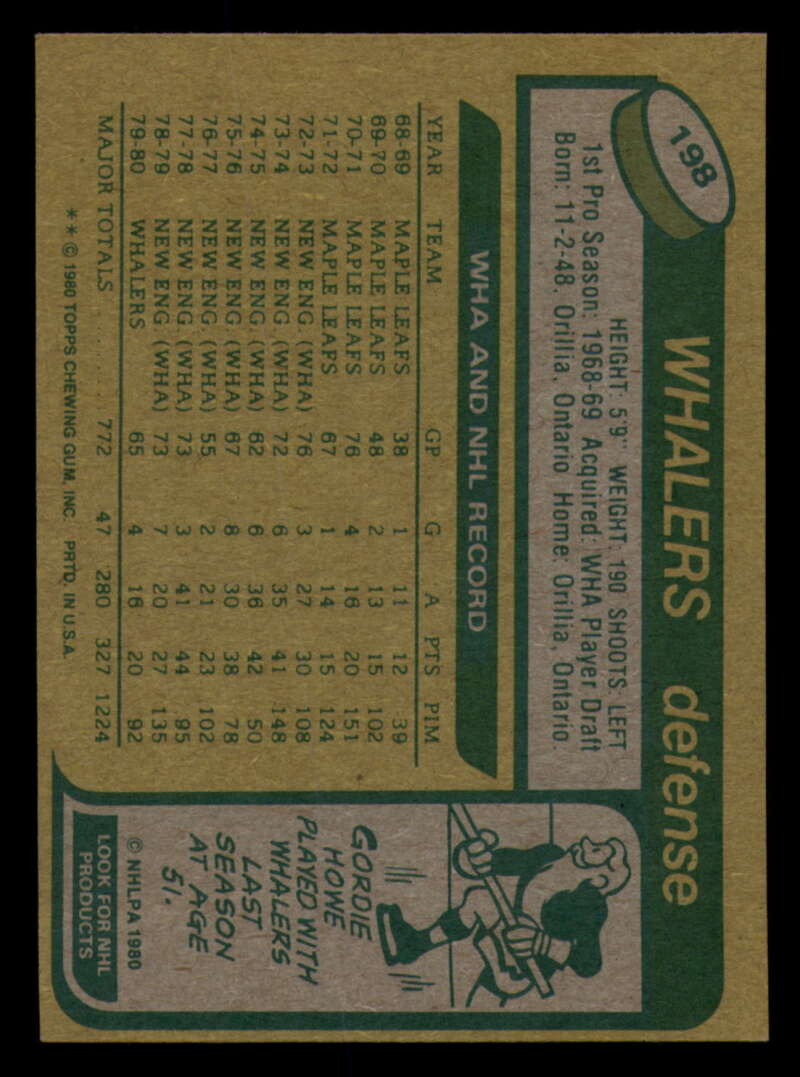 198
WHALERS defense
HEIGHT: 5'9" WEIGHT: 190 SHOOTS: LEFT
1st Pro Season: 1968-69 Acquired: WHA Player Draft
Born: 11-2-48, Orillia, Ontario Home: Orillia, Ontario.
WHA AND NHL RECORD
YEAR TEAM GP G A PTS PIM
68-69 MAPLE LEAFS 38 1 11 12 39
69-70 MAPLE LEAFS 48 2 13 15 102
70-71 MAPLE LEAFS 76 4 16 20 151
71-72 MAPLE LEAFS 67 1 14 15 124
72-73 NEW ENG. (WHA) 76 3 27 30 108
73-74 NEW ENG. (WHA) 72 6 35 41 148
74-75 NEW ENG. (WHA) 62 6 36 42 50
75-76 NEW ENG. (WHA) 67 8 30 38 78
76-77 NEW ENG. (WHA) 55 2 21 23 102
77-78 NEW ENG (WHA) 73 3 41 44 95
78-79 NEW ENG (WHA) 73 7 20 27 135
79-80 WHALERS 65 4 16 20 92
MAJOR TOTALS ........ 772 47 280 327 1224
** © 1980 TOPPS CHEWING GUM, INC. PRTD. IN U.S.A.
GORDIE
HOWE
PLAYED WITH
WHALERS
LAST
SEASON
AT AGE
51.
© NHLPA 1980
LOOK FOR NHL
PRODUCTS